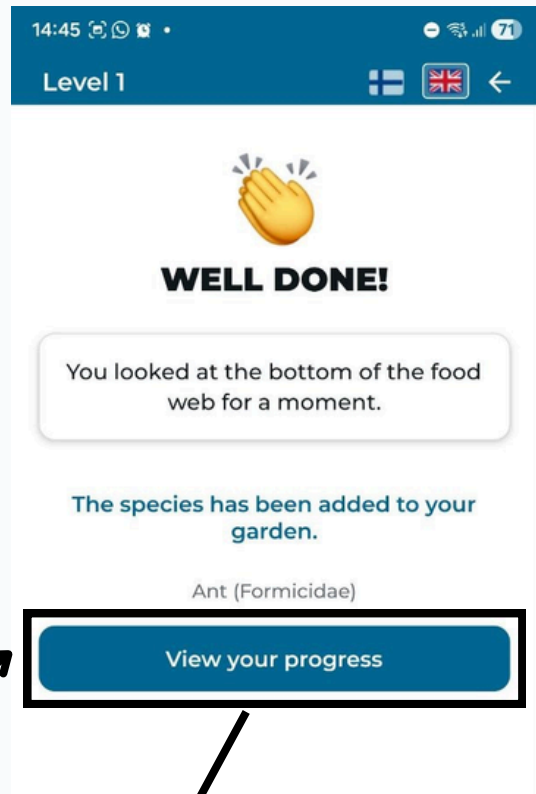 14:45 71
Level 1
WELL DONE!
You looked at the bottom of the food
web for a moment.
The species has been added to your
garden.
Ant (Formicidae)
View your progress